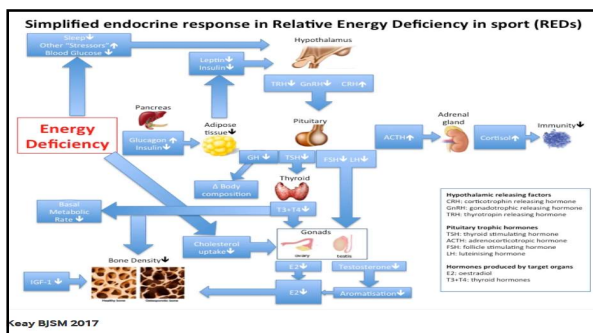 Simplified endocrine response in Relative Energy Deficiency in sport (REDs)
Sleep
Other "Stressors"
Blood Glucose
Hypothalamus
Leptin
Insulin
TRH GnRH CRH
Pancreas
Adipose
tissue
Pituitary
Adrenal
gland
ACTH
Cortisol
Immunity
Energy
Deficiency
Glucagon
Insulin
GH
TSH
FSH LH
Δ Body
composition
Thyroid
T3+T4
Basal
Metabolic
Rate
Gonads
ovary
testis
Cholesterol
uptake
Bone Density
IGF-1
E2
Testosterone
E2
Aromatisation
Hypothalamic releasing factors
CRH: corticotrophin releasing hormone
GnRH: gonadotrophic releasing hormone
TRH: thyrotropin releasing hormone
Pituitary trophic hormones
TSH: thyroid stimulating hormone
ACTH: adrenocorticotropic hormone
FSH: follicle stimulating hormone
LH: luteinising hormone
Hormones produced by target organs
E2: oestradiol
T3+T4: thyroid hormones
Keay BJSM 2017